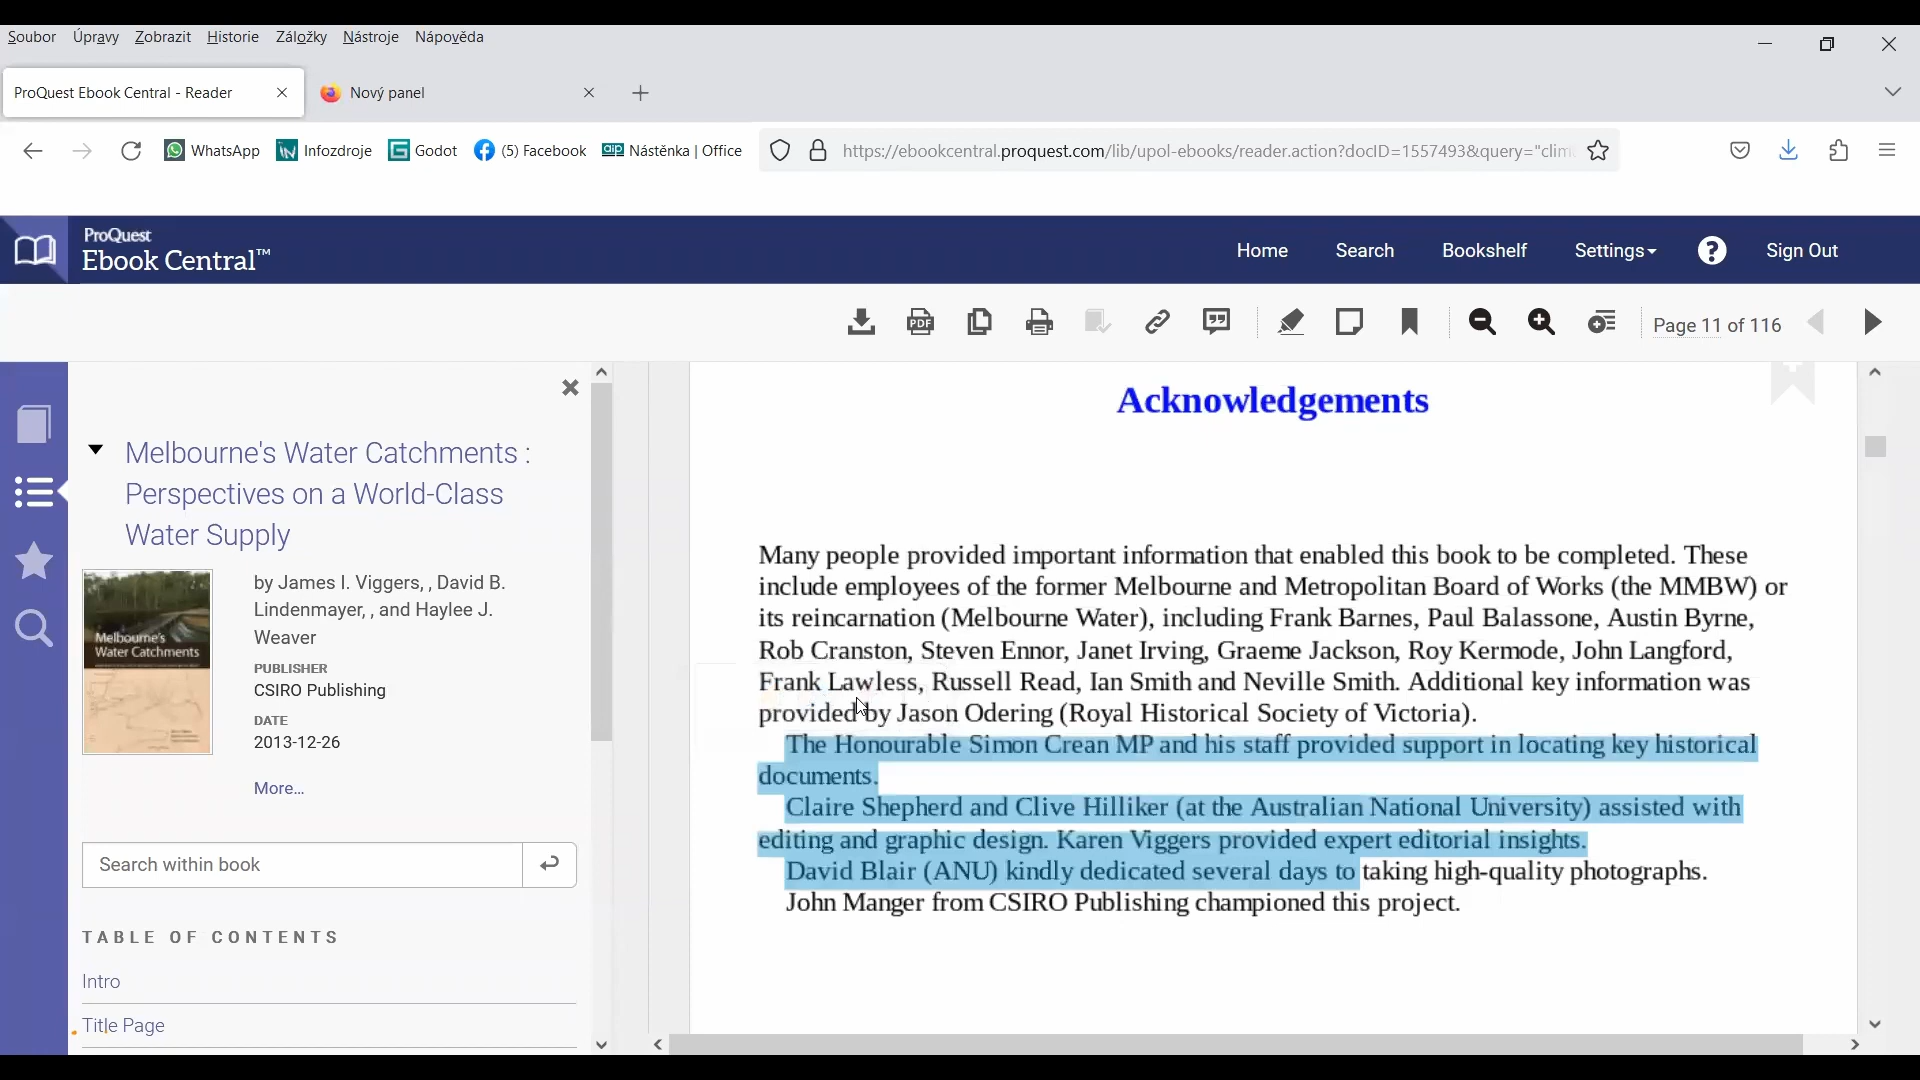 Soubor Úpravy Zobrazit Historie Záložky Nástroje Nápověda
ProQuest Ebook Central - Reader
Nový panel
WhatsApp Infozdroje Godot (5) Facebook Nástěnka | Office
https://ebookcentral.proquest.com/lib/upol-ebooks/reader.action?docID=1557493&query="clim
ProQuest
Ebook Central™
Home Search Bookshelf Settings ? Sign Out
PDF
Page 11 of 116
Melbourne's Water Catchments :
Perspectives on a World-Class
Water Supply
Melbourne's
Water Catchments
by James I. Viggers, , David B.
Lindenmayer, , and Haylee J.
Weaver
PUBLISHER
CSIRO Publishing
DATE
2013-12-26
More...
Search within book
TABLE OF CONTENTS
Intro
Title Page
Acknowledgements
Many people provided important information that enabled this book to be completed. These
include employees of the former Melbourne and Metropolitan Board of Works (the MMBW) or
its reincarnation (Melbourne Water), including Frank Barnes, Paul Balassone, Austin Byrne,
Rob Cranston, Steven Ennor, Janet Irving, Graeme Jackson, Roy Kermode, John Langford,
Frank Lawless, Russell Read, Ian Smith and Neville Smith. Additional key information was
provided by Jason Odering (Royal Historical Society of Victoria).
The Honourable Simon Crean MP and his staff provided support in locating key historical
documents.
Claire Shepherd and Clive Hilliker (at the Australian National University) assisted with
editing and graphic design. Karen Viggers provided expert editorial insights.
David Blair (ANU) kindly dedicated several days to taking high-quality photographs.
John Manger from CSIRO Publishing championed this project.